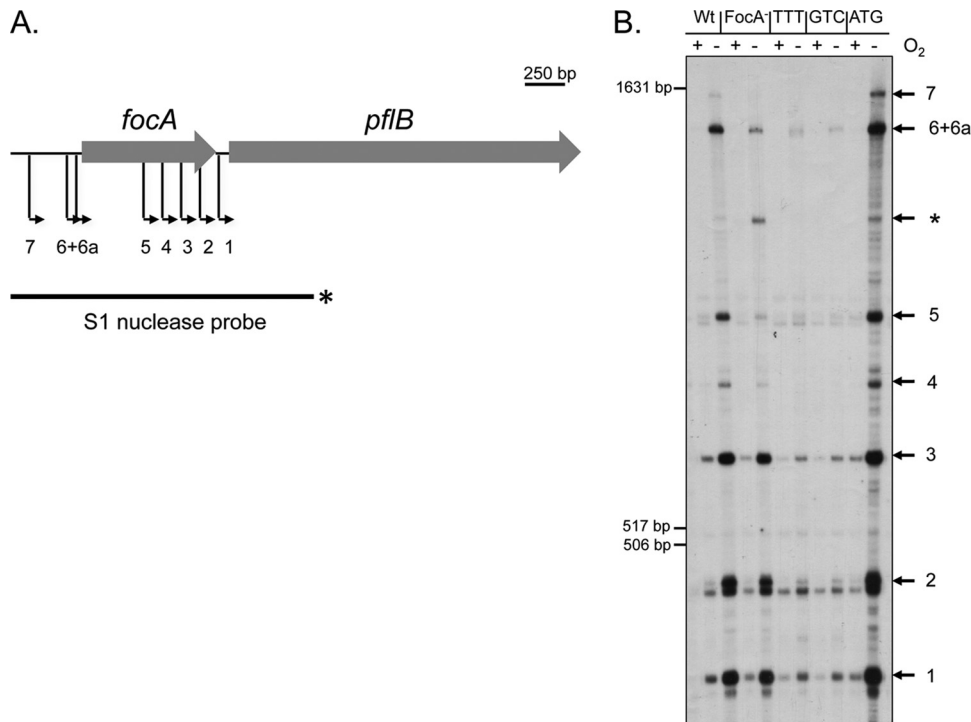 A.
250 bp
focA
pflB
7 6+6a 5 4 3 2 1
*
S1 nuclease probe
B.
Wt FocA- TTT GTC ATG
+ - + - + - + - + - O2
1631 bp
7
6+6a
*
5
4
3
517 bp
506 bp
2
1